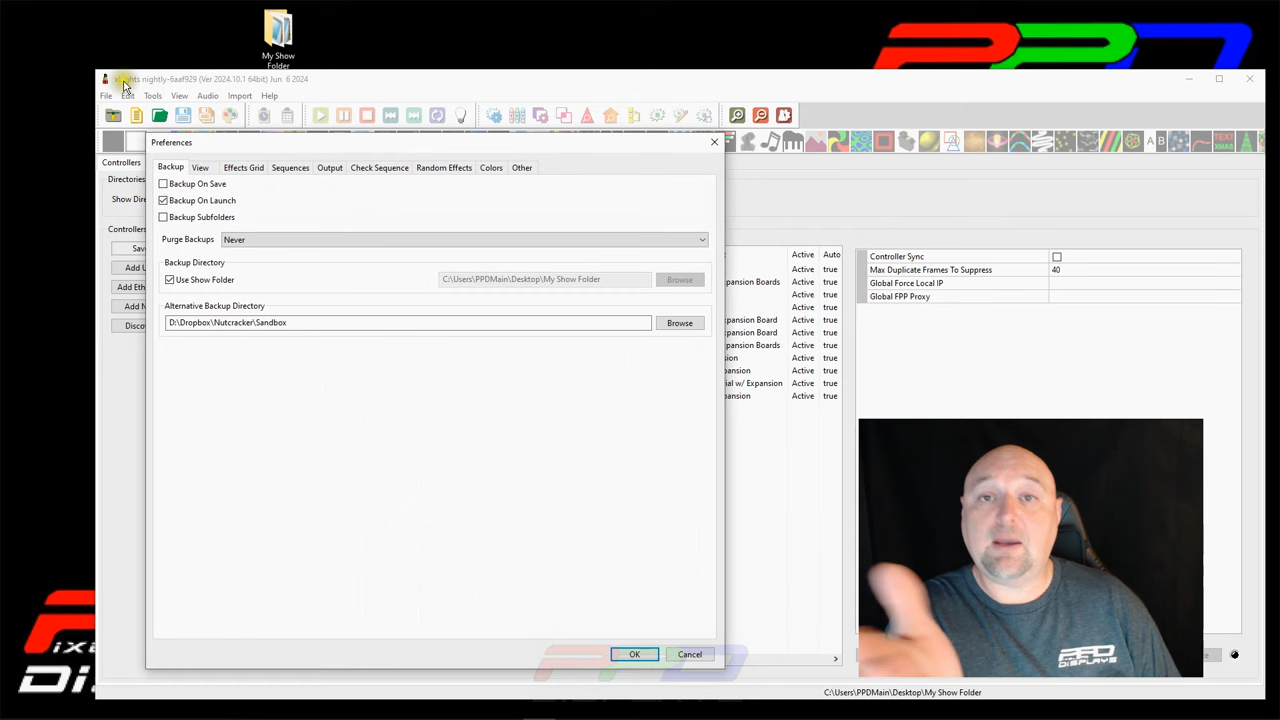 My Show
Folder
PPD
xLights nightly-6aaf929 (Ver 2024.10.1 64bit) Jun 6 2024
File Edit Tools View Audio Import Help
Preferences
Backup View Effects Grid Sequences Output Check Sequence Random Effects Colors Other
Backup On Save
Backup On Launch
Backup Subfolders
Purge Backups Never
Backup Directory
Use Show Folder C:\Users\PPDMain\Desktop\My Show Folder Browse
Alternative Backup Directory
D:\Dropbox\Nutcracker\Sandbox Browse
OK Cancel
Controllers
Directories
Show Dire
Controllers
Save
Add U
Add Eth
Add N
Disco
Active Auto
Active true
pansion Boards Active true
Active true
Active true
xpansion Board Active true
xpansion Board Active true
xpansion Boards Active true
sion Active true
pansion Active true
ial w/ Expansion Active true
pansion Active true
Controller Sync
Max Duplicate Frames To Suppress 40
Global Force Local IP
Global FPP Proxy
TEXT
XMAS
A B
PPD
DISPLAYS
C:\Users\PPDMain\Desktop\My Show Folder